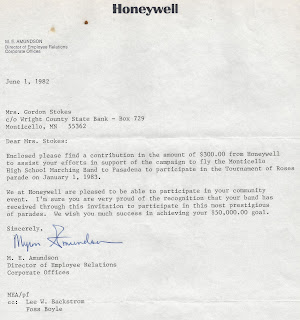 Honeywell
M. E. AMUNDSON
Director of Employee Relations
Corporate Offices
June 1, 1982
Mrs. Gordon Stokes
c/o Wright County State Bank - Box 729
Monticello, MN 55362
Dear Mrs. Stokes:
Enclosed please find a contribution in the amount of $300.00 from Honeywell
to assist your efforts in support of the campaign to fly the Monticello
High School Marching Band to Pasadena to participate in the Tournament of Roses
parade on January 1, 1983.
We at Honeywell are pleased to be able to participate in your community
event. I'm sure you are very proud of the recognition that your band has
received through this invitation to participate in this most prestigious
of parades. We wish you much success in achieving your $50,000.00 goal.
Sincerely,
Myron Amundson
M. E. Amundson
Director of Employee Relations
Corporate Offices
MEA/pf
cc: Lee W. Backstrom
Foss Boyle